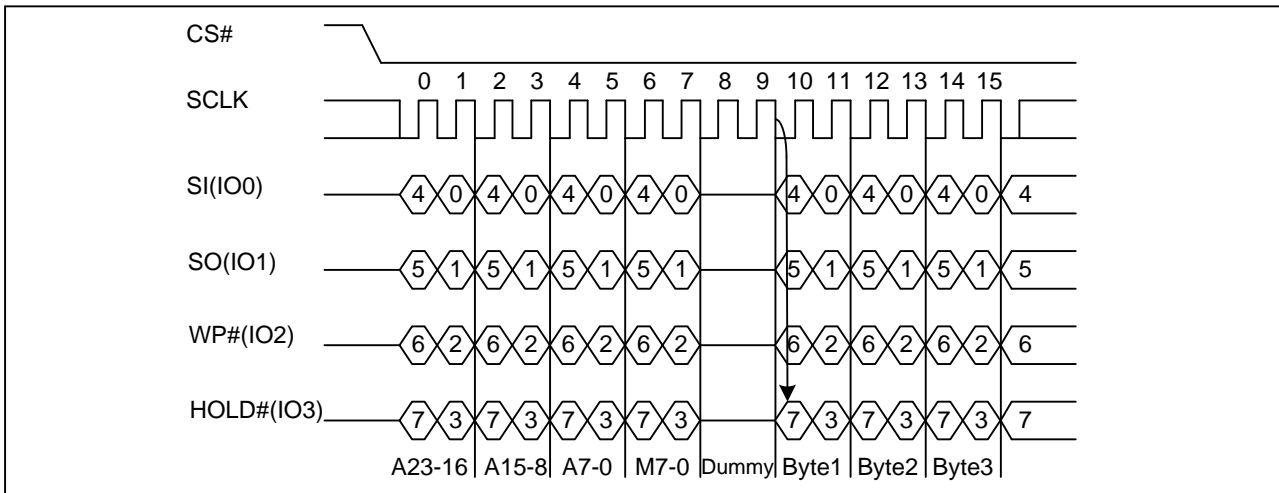 CS#
0 1 2 3 4 5 6 7 8 9 10 11 12 13 14 15
SCLK
SI(IO0) 4 0 4 0 4 0 4 0 4 0 4 0 4 0 4
SO(IO1) 5 1 5 1 5 1 5 1 5 1 5 1 5 1 5
WP#(IO2) 6 2 6 2 6 2 6 2 6 2 6 2 6 2 6
HOLD#(IO3) 7 3 7 3 7 3 7 3 7 3 7 3 7 3 7
A23-16 A15-8 A7-0 M7-0 Dummy Byte1 Byte2 Byte3